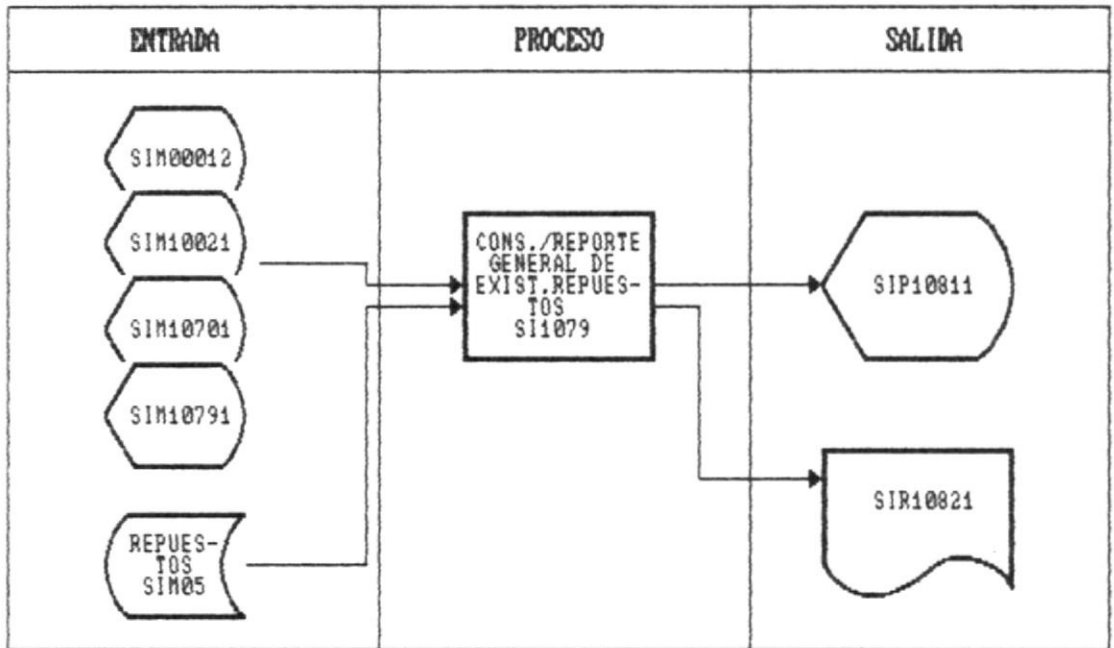 ENTRADA
PROCESO
SALIDA
SIM00012
SIM10021
SIM10701
SIM10791
REPUES-
TOS
SIM05
CONS./REPORTE
GENERAL DE
EXIST.REPUES-
TOS
SI1079
SIP10811
SIR10821